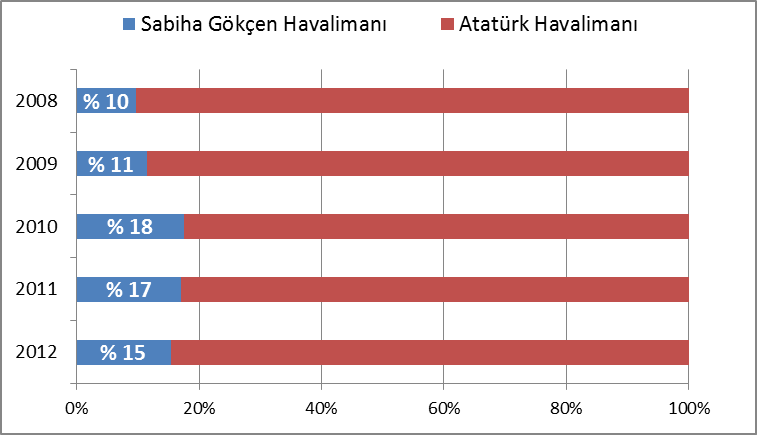 Sabiha Gökçen Havalimanı Atatürk Havalimanı
2008 % 10
2009 % 11
2010 % 18
2011 % 17
2012 % 15
0% 20% 40% 60% 80% 100%